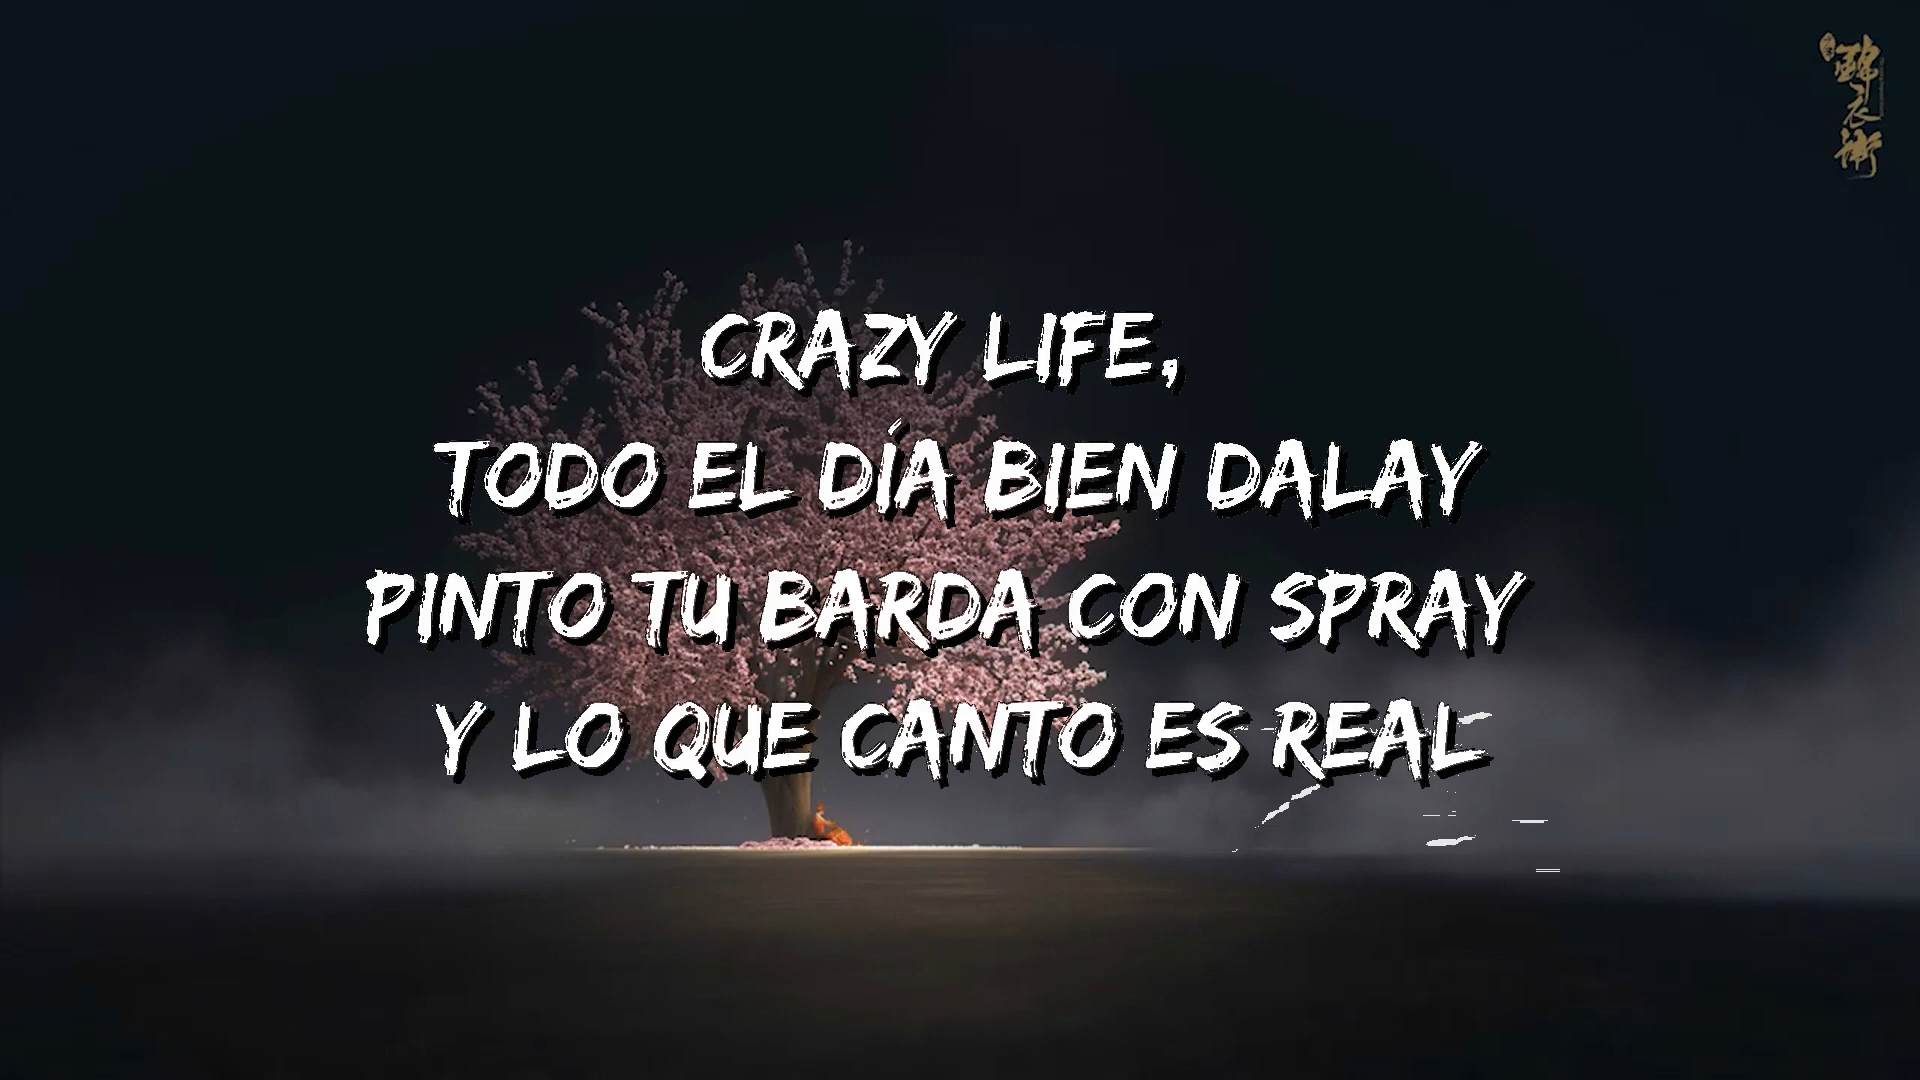 CRAZY LIFE,
TODO EL DÍA BIEN DALAY
PINTO TU BARDA CON SPRAY
Y LO QUE CANTO ES REAL